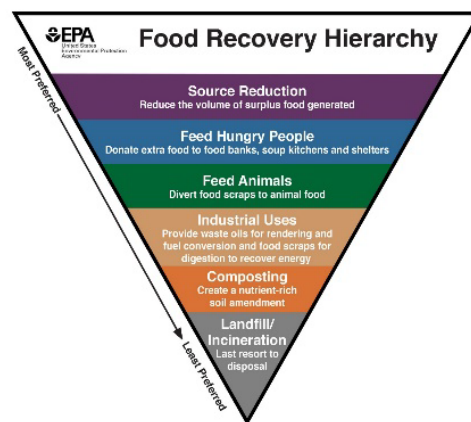 EPA
United States
Environmental Protection
Agency
Food Recovery Hierarchy
Most Preferred
Source Reduction
Reduce the volume of surplus food generated
Feed Hungry People
Donate extra food to food banks, soup kitchens and shelters
Feed Animals
Divert food scraps to animal food
Industrial Uses
Provide waste oils for rendering and
fuel conversion and food scraps for
digestion to recover energy
Composting
Create a nutrient-rich
soil amendment
Landfill/
Incineration
Last resort to
disposal
Least Preferred